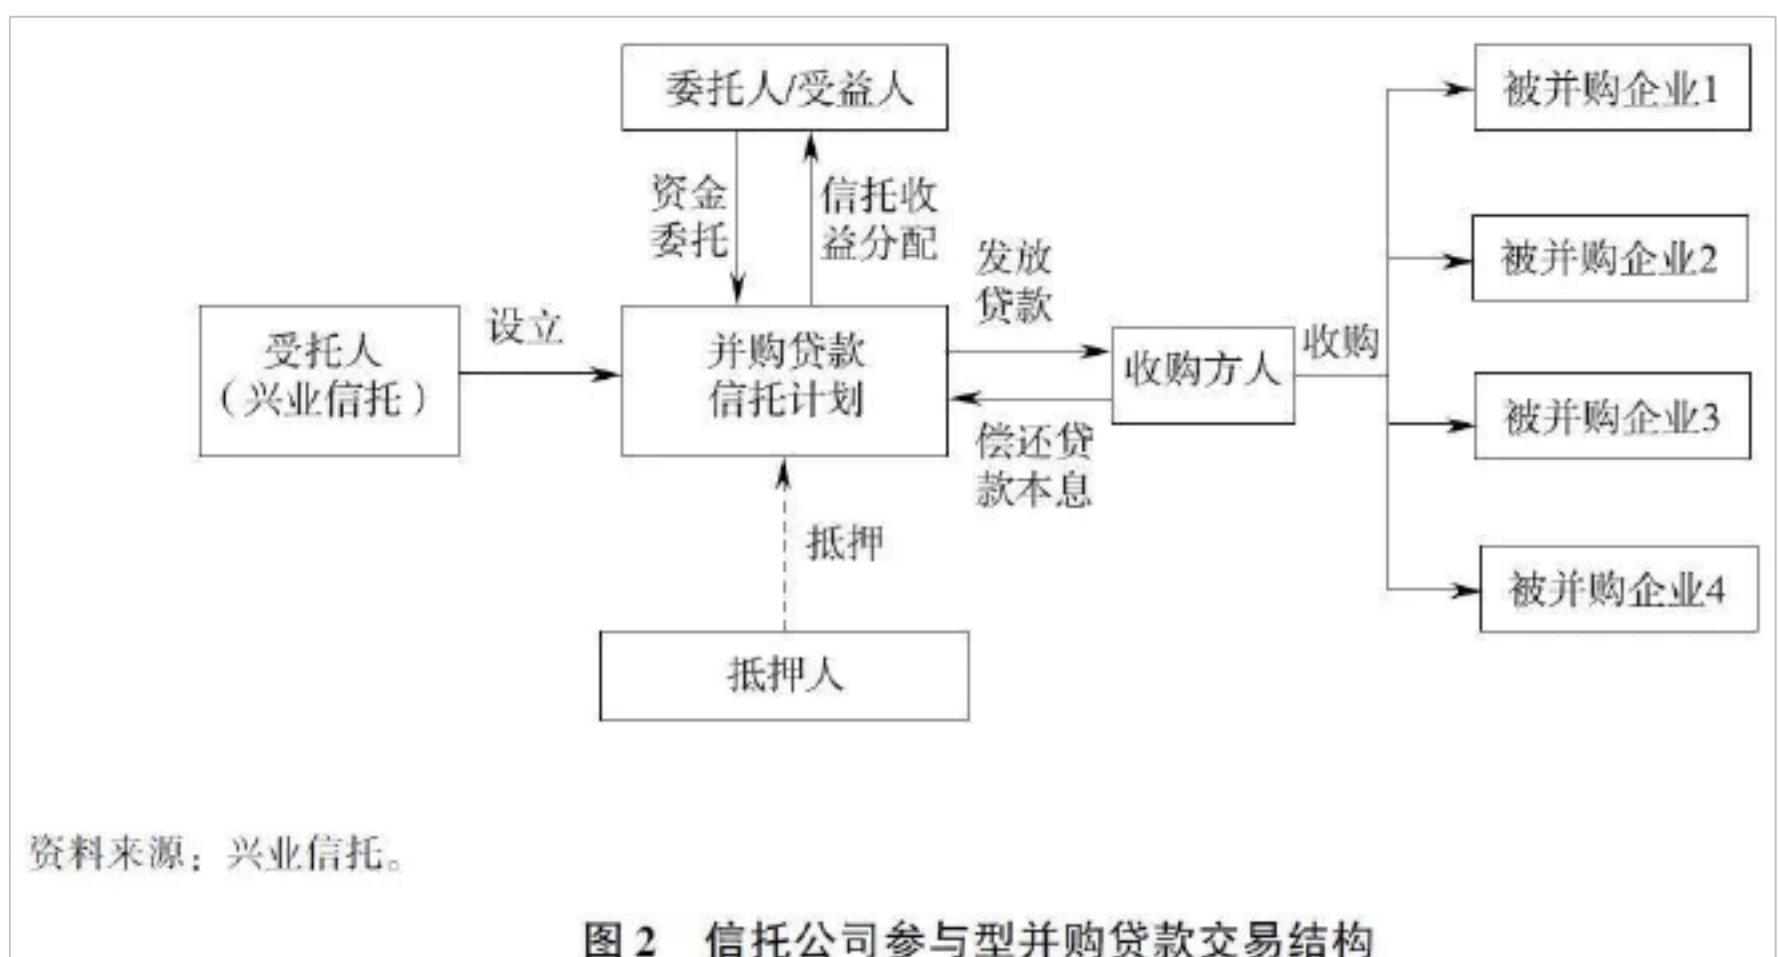 委托人/受益人
资金
委托
信托收
益分配
受托人
（兴业信托）
设立
并购贷款
信托计划
发放
贷款
偿还贷
款本息
收购方人
收购
被并购企业1
被并购企业2
被并购企业3
被并购企业4
抵押
抵押人
资料来源：兴业信托。
图2 信托公司参与型并购贷款交易结构